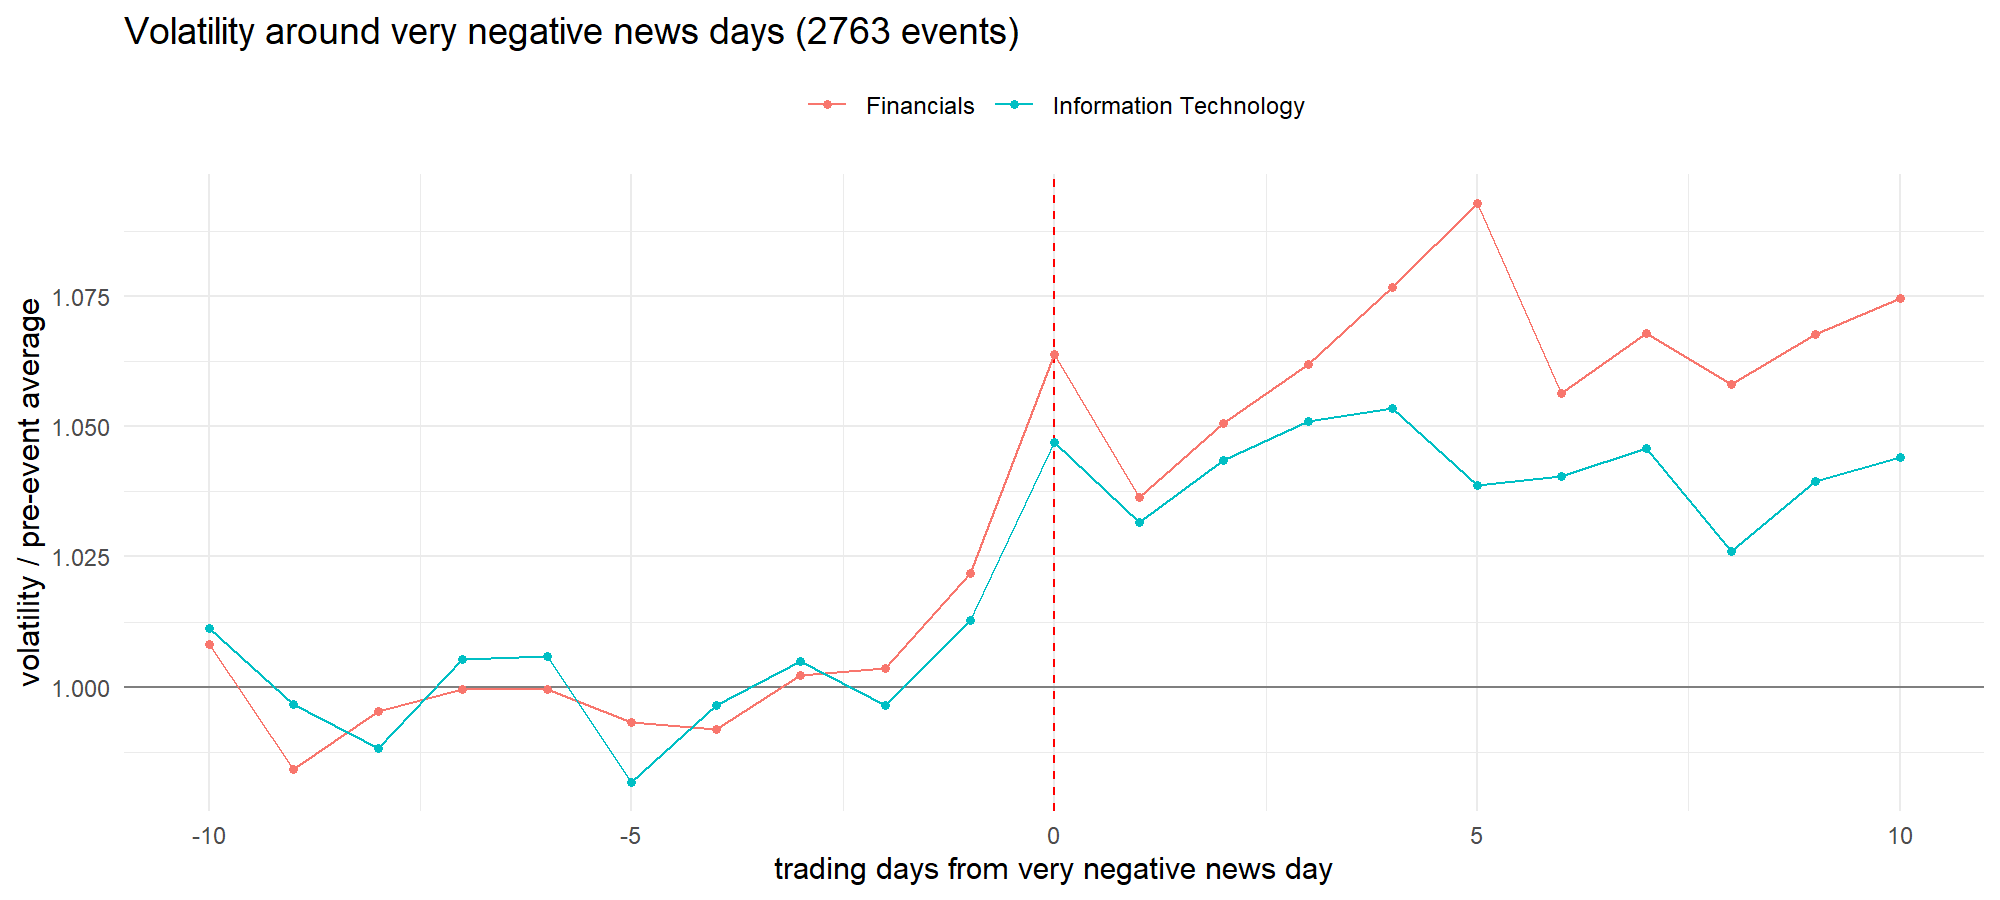 Volatility around very negative news days (2763 events)
Financials
Information Technology
volatility / pre-event average
1.075
1.050
1.025
1.000
-10
-5
0
5
10
trading days from very negative news day